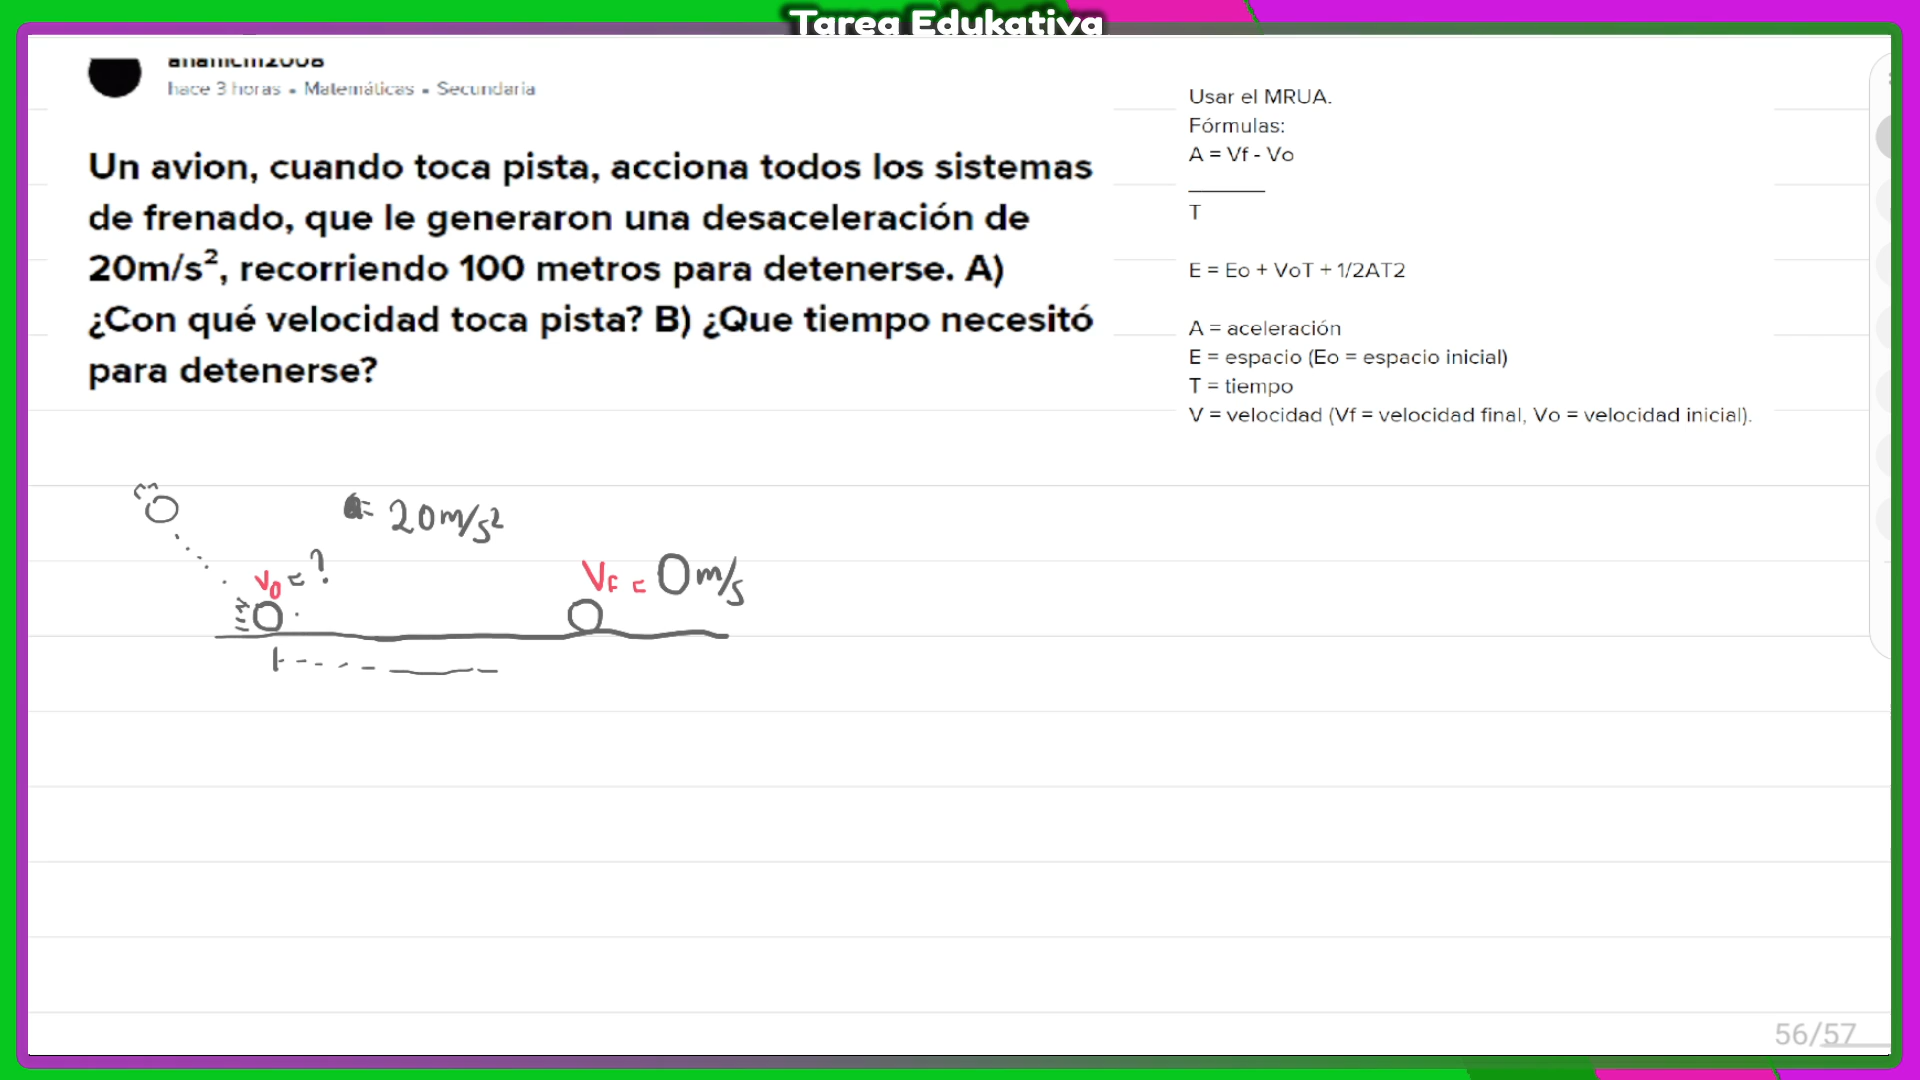 Tarea Edukativa
hace 3 horas • Matemáticas • Secundaria
Un avion, cuando toca pista, acciona todos los sistemas
de frenado, que le generaron una desaceleración de
20m/s², recorriendo 100 metros para detenerse. A)
¿Con qué velocidad toca pista? B) ¿Que tiempo necesitó
para detenerse?
Usar el MRUA.
Fórmulas:
A = Vf - Vo
_______
T
E = Eo + VoT + 1/2AT2
A = aceleración
E = espacio (Eo = espacio inicial)
T = tiempo
V = velocidad (Vf = velocidad final, Vo = velocidad inicial).
a = 20m/s²
Vo = ?
Vf = 0m/s
56/57